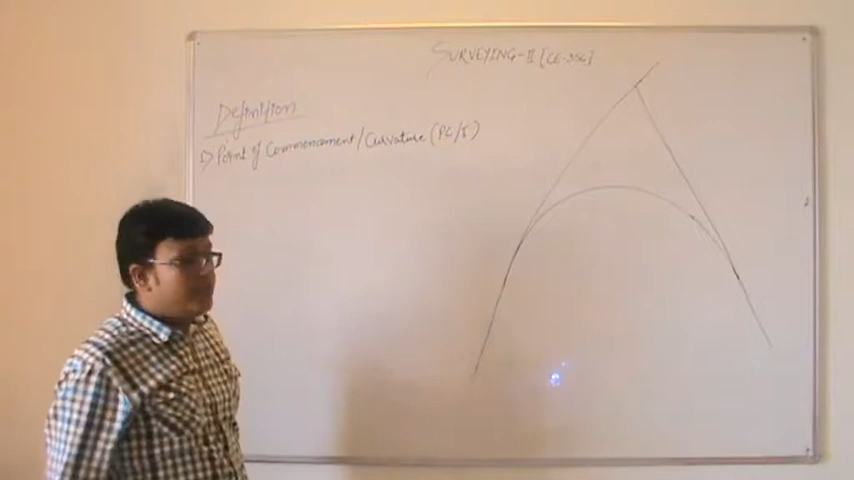 SURVEYING-II [CE-356]
Definition
1> Point of Commencement/Curvature (PC/T)